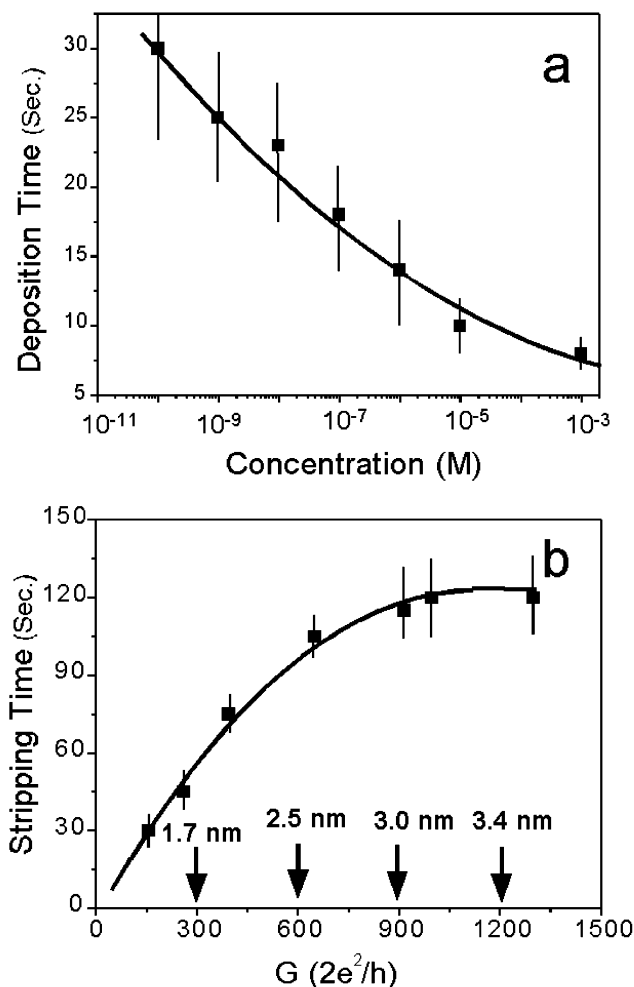 a
30
25
20
15
10
5
Deposition Time (Sec.)
10⁻¹¹ 10⁻⁹ 10⁻⁷ 10⁻⁵ 10⁻³
Concentration (M)
b
150
120
90
60
30
0
Stripping Time (Sec.)
1.7 nm 2.5 nm 3.0 nm 3.4 nm
0 300 600 900 1200 1500
G (2e²/h)